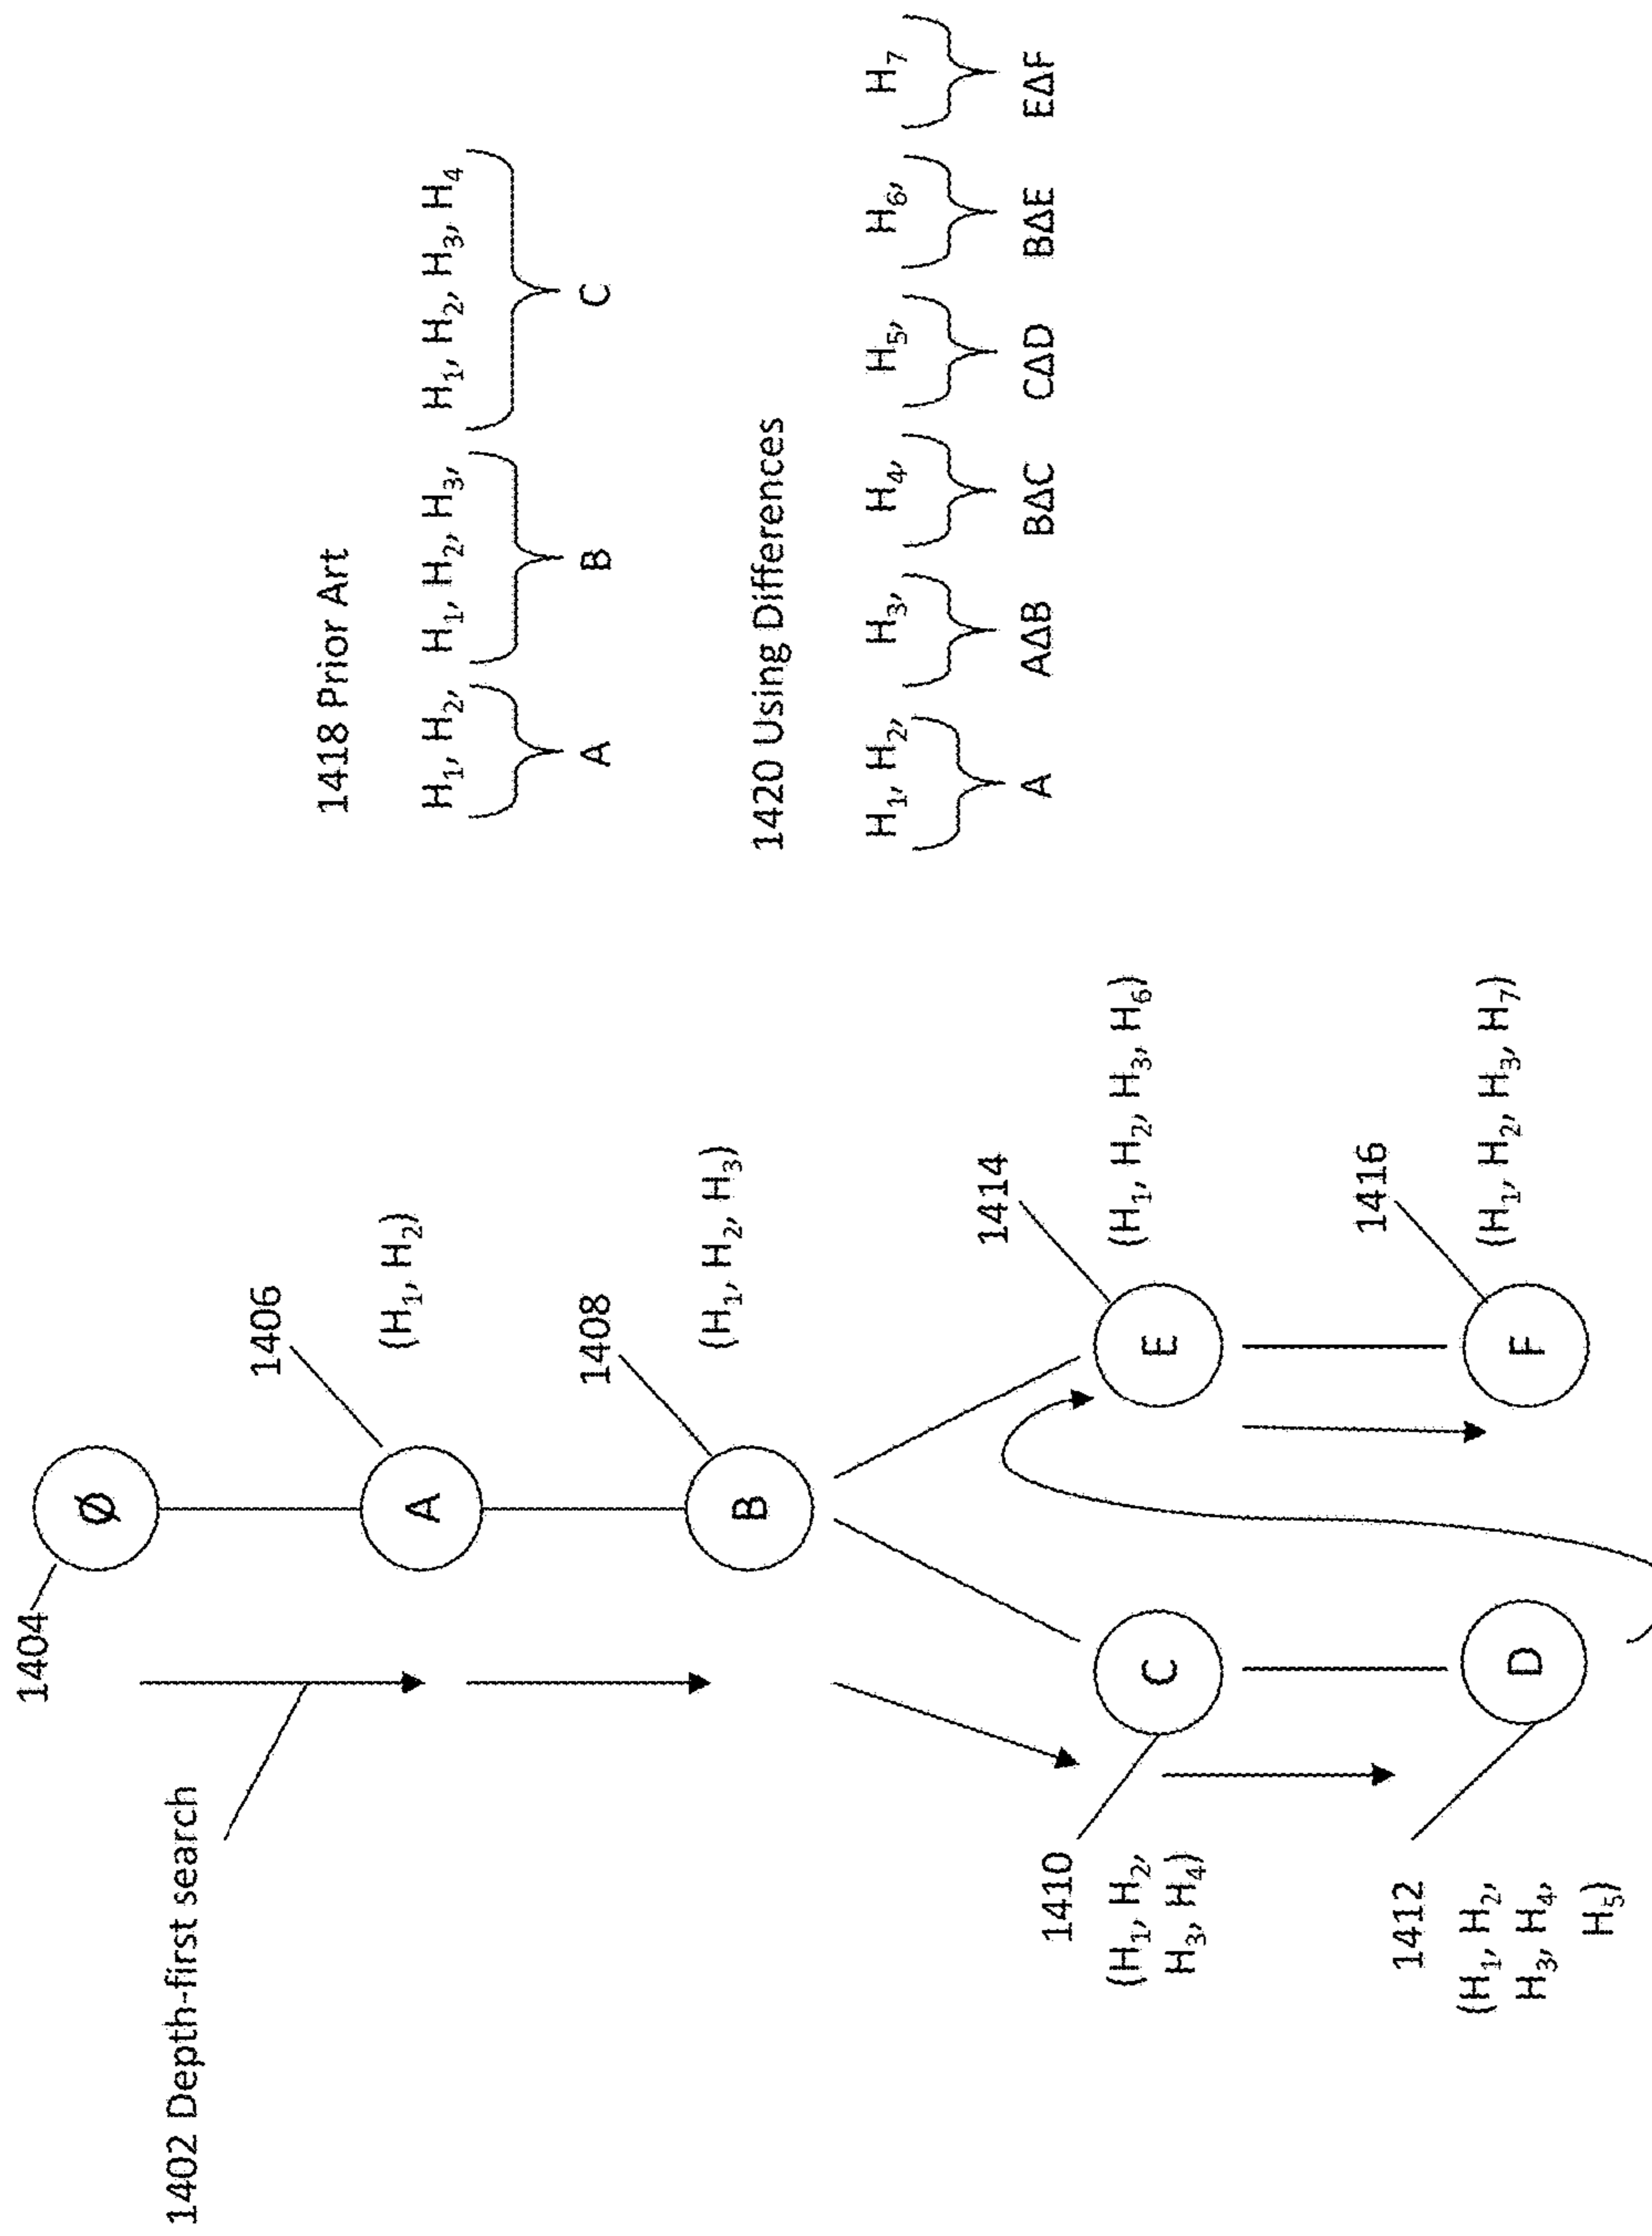 1402 Depth-first search
1404
Ø
1406
A
(H₁, H₂)
1408
B
(H₁, H₂, H₃)
1410
(H₁, H₂,
H₃, H₄)
C
1414
E
(H₁, H₂, H₃, H₆)
1412
(H₁, H₂,
H₃, H₄,
H₅)
D
1416
F
(H₁, H₂, H₃, H₇)
1418 Prior Art
H₁, H₂, H₁, H₂, H₃, H₁, H₂, H₃, H₄
A B C
1420 Using Differences
H₁, H₂, H₃, H₄, H₅, H₆, H₇
A AΔB BΔC CΔD BΔE EΔF